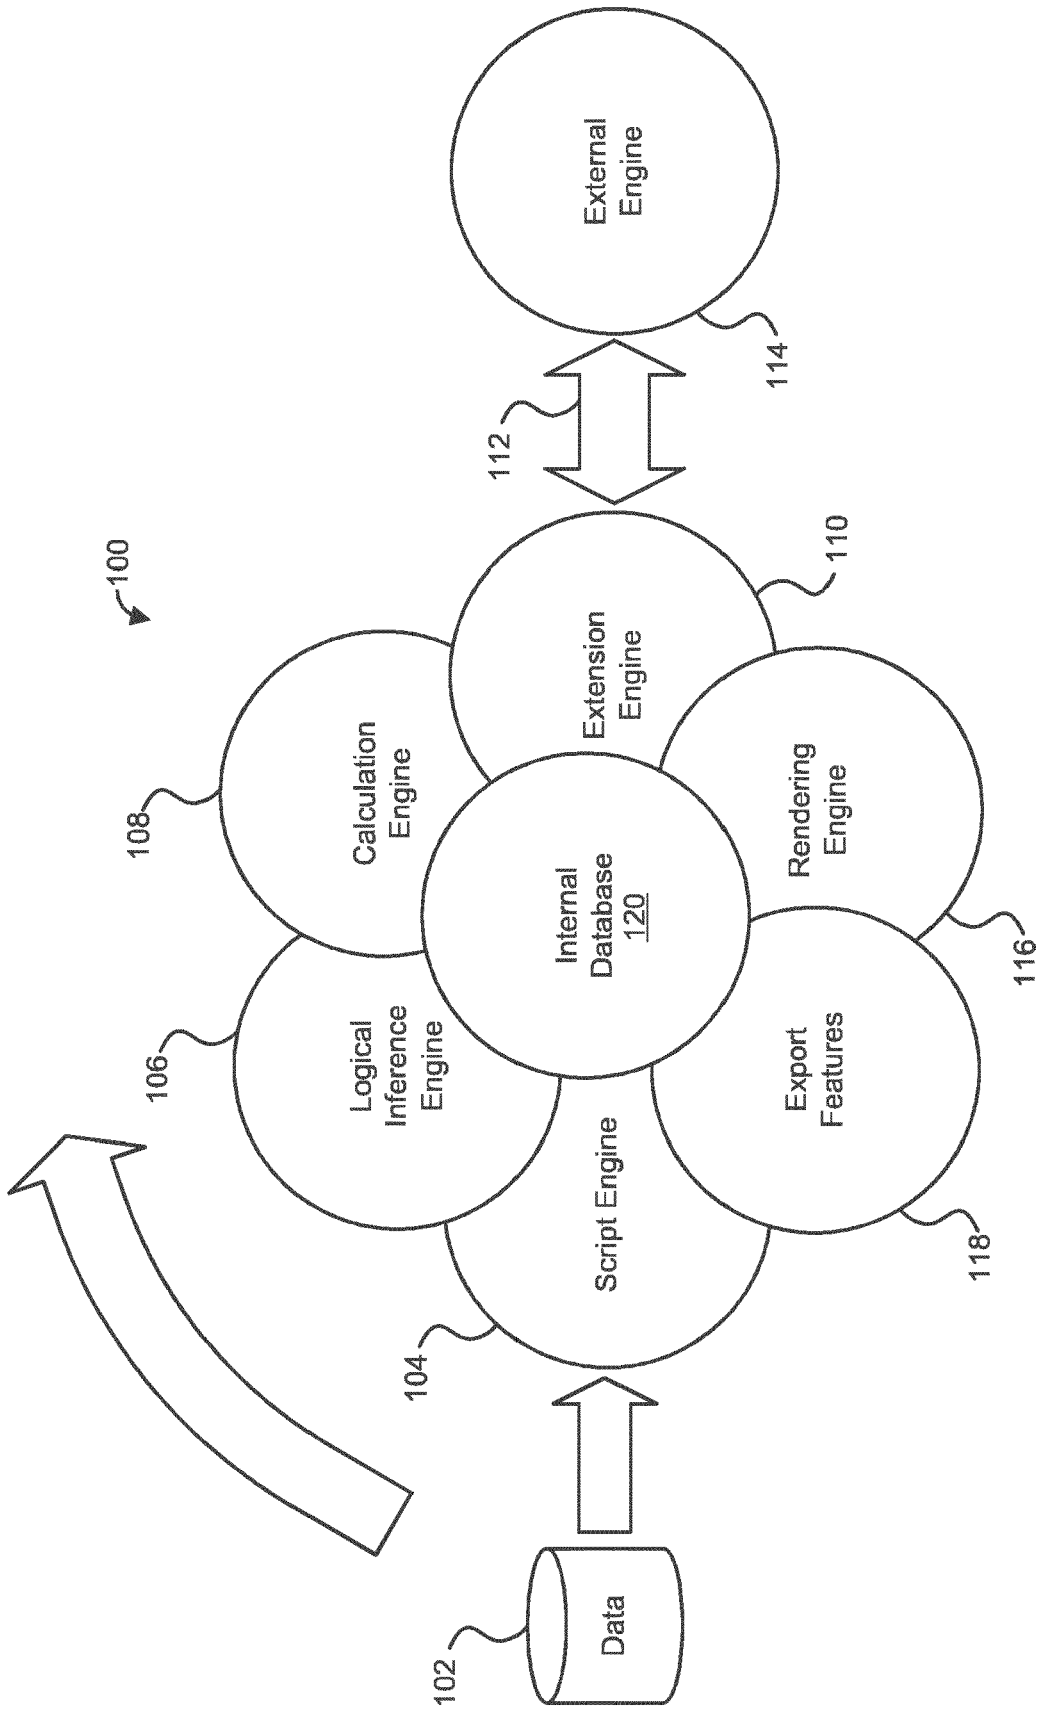 100
108
106
104
102
112
114
110
116
118
Data
Script Engine
Logical
Inference
Engine
Calculation
Engine
Internal
Database
120
Extension
Engine
Rendering
Engine
Export
Features
External
Engine